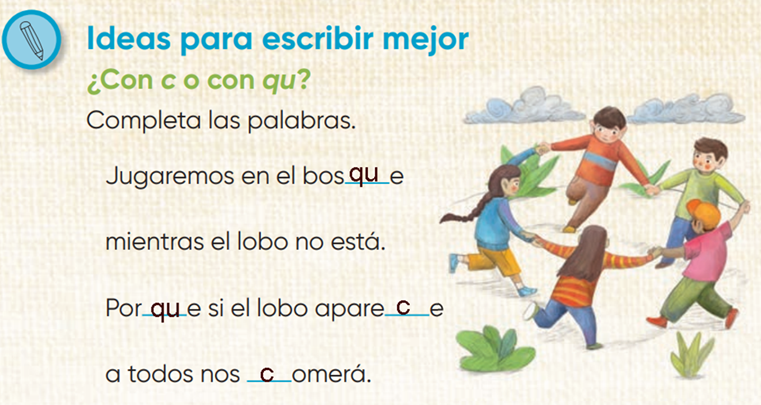 Ideas para escribir mejor
¿Con c o con qu?
Completa las palabras.
Jugaremos en el bosque
mientras el lobo no está.
Porque si el lobo aparece
a todos nos comerá.